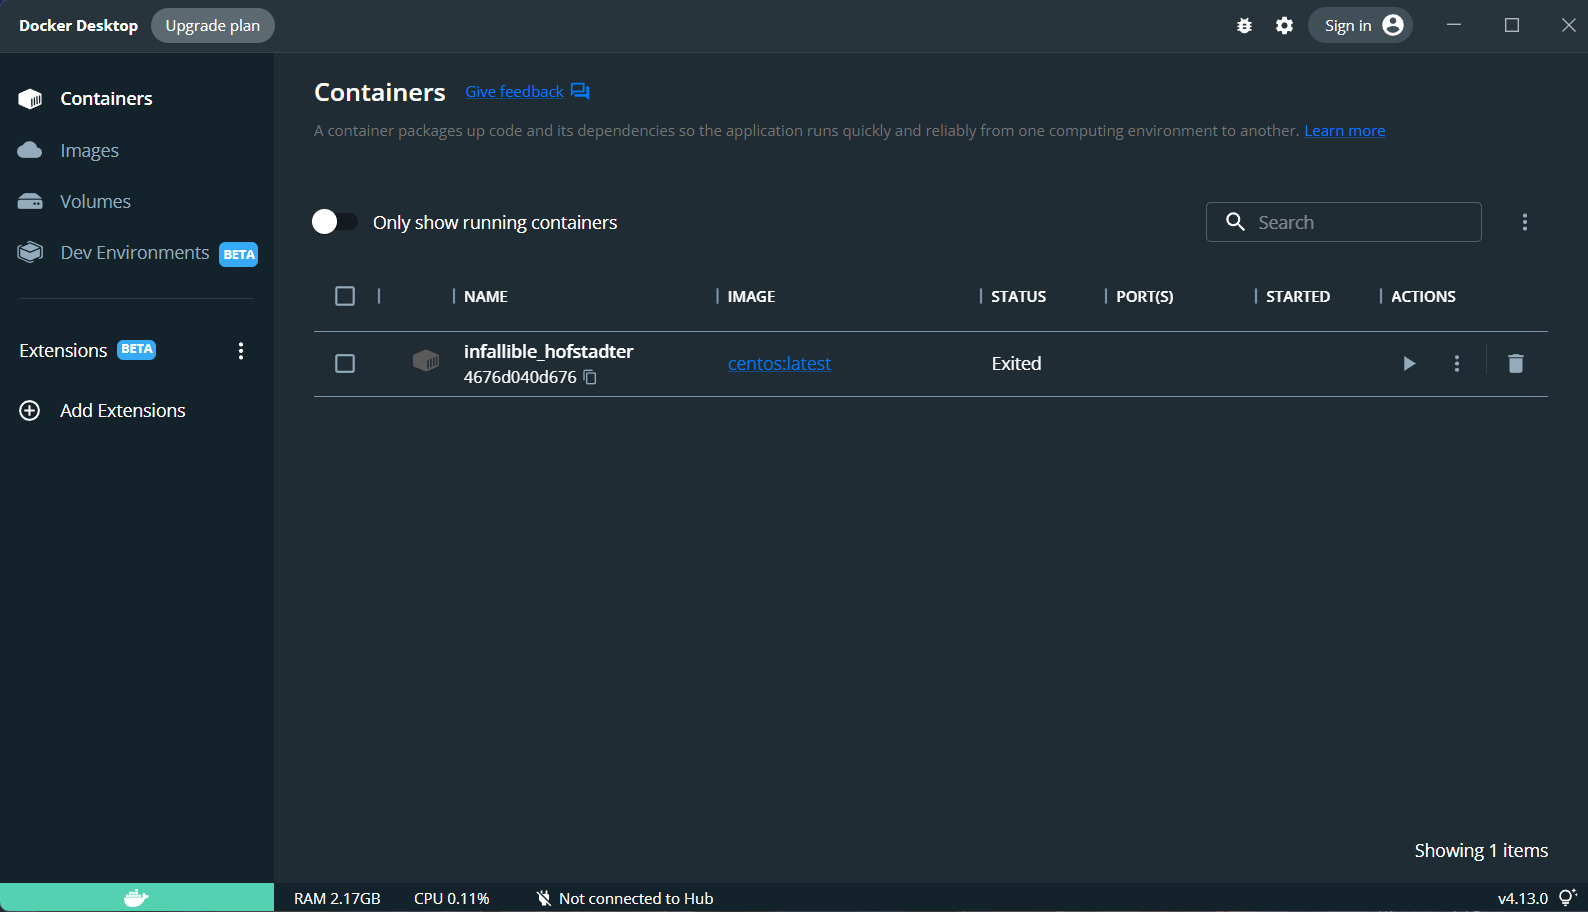 Docker Desktop Upgrade plan Sign in
Containers
Images
Volumes
Dev Environments BETA
Extensions BETA
Add Extensions
Containers Give feedback
A container packages up code and its dependencies so the application runs quickly and reliably from one computing environment to another. Learn more
Only show running containers Search
NAME IMAGE STATUS PORT(S) STARTED ACTIONS
infallible_hofstadter
4676d040d676 centos:latest Exited
Showing 1 items
RAM 2.17GB CPU 0.11% Not connected to Hub v4.13.0